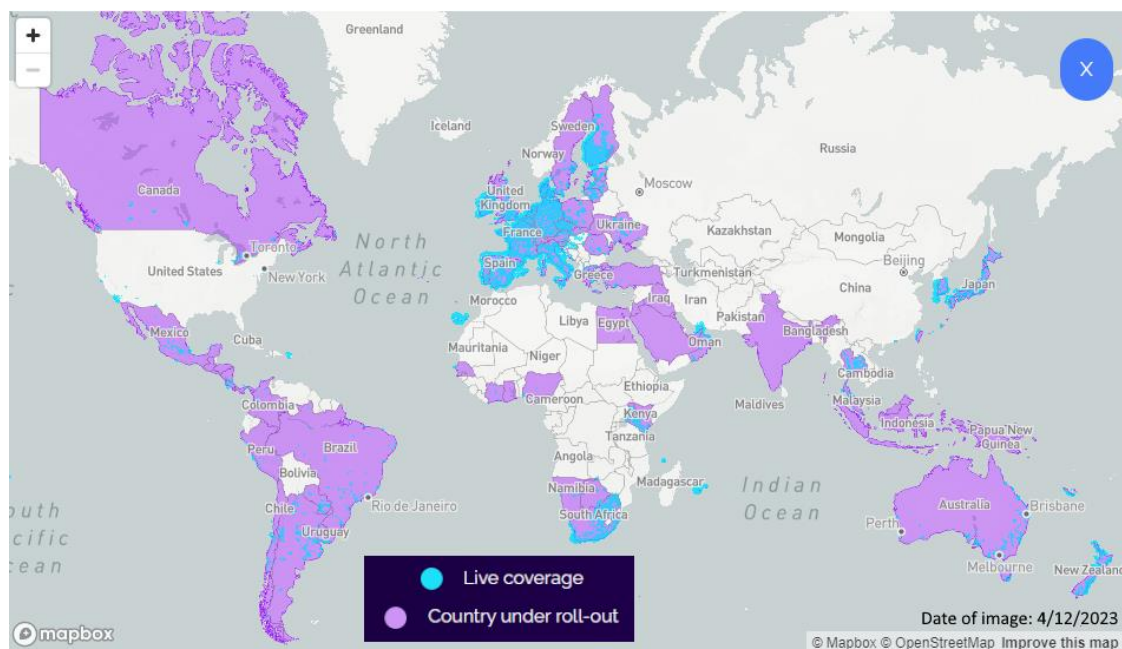 +
−
X
Greenland
Iceland
Sweden
Norway
Russia
Canada
United
Kingdom
Moscow
France
Ukraine
Kazakhstan
Mongolia
Toronto
North
Atlantic
Ocean
United States
New York
Spain
Greece
Turkmenistan
Beijing
China
Japan
Morocco
Iraq
Iran
Pakistan
Libya
Egypt
Mexico
Cuba
Bangladesh
Oman
Mauritania
Niger
Cambodia
Ethiopia
Cameroon
Colombia
Maldives
Malaysia
Kenya
Indonesia
Papua New
Guinea
Tanzania
Peru
Brazil
Bolivia
Angola
Madagascar
Namibia
Indian
Ocean
Rio de Janeiro
Chile
Uruguay
South Africa
Australia
Brisbane
Perth
Melbourne
New Zealand
outh
cific
cean
Live coverage
Country under roll-out
Date of image: 4/12/2023
mapbox
© Mapbox © OpenStreetMap Improve this map